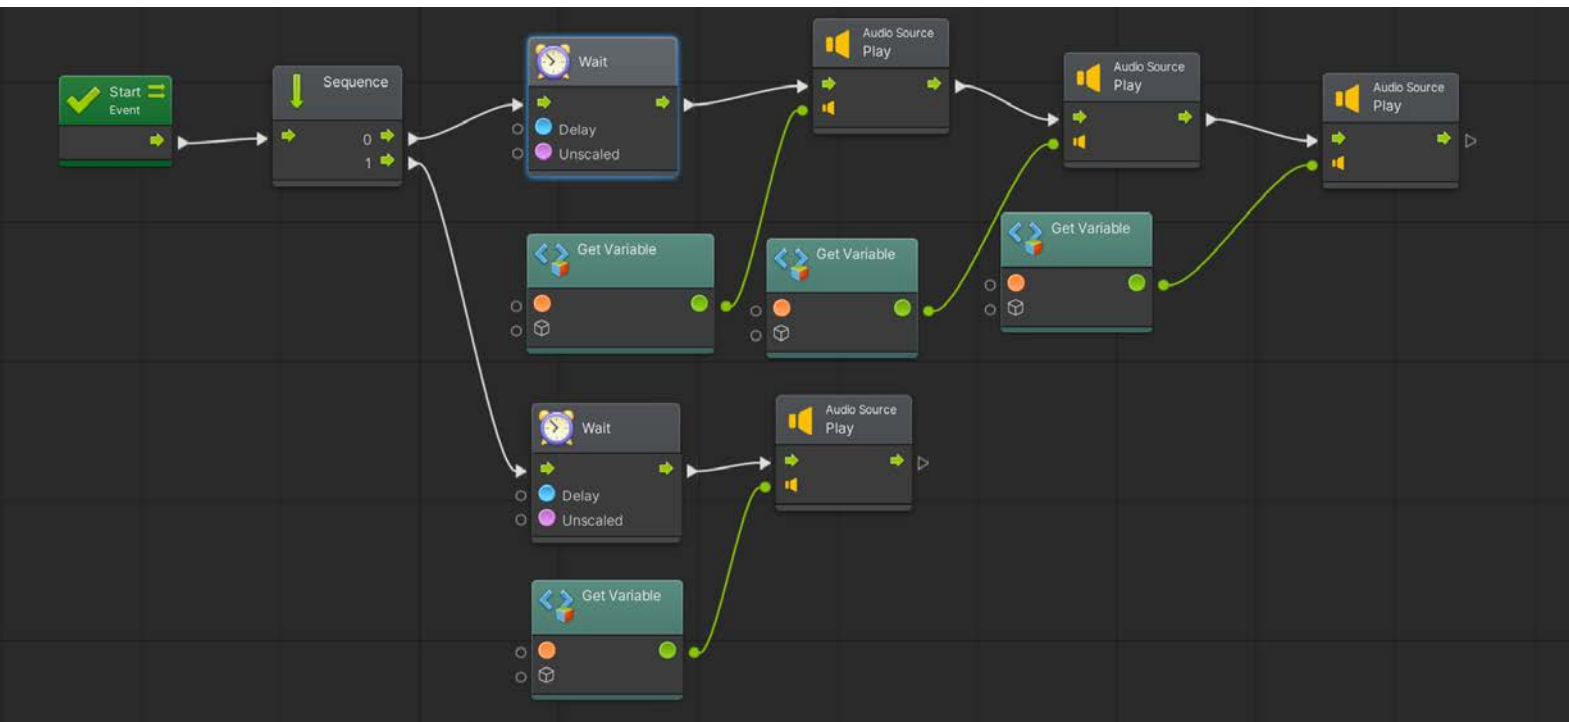 Start
Event
Sequence
0
1
Wait
Delay
Unscaled
Audio Source
Play
Audio Source
Play
Audio Source
Play
Get Variable
Get Variable
Get Variable
Wait
Delay
Unscaled
Audio Source
Play
Get Variable